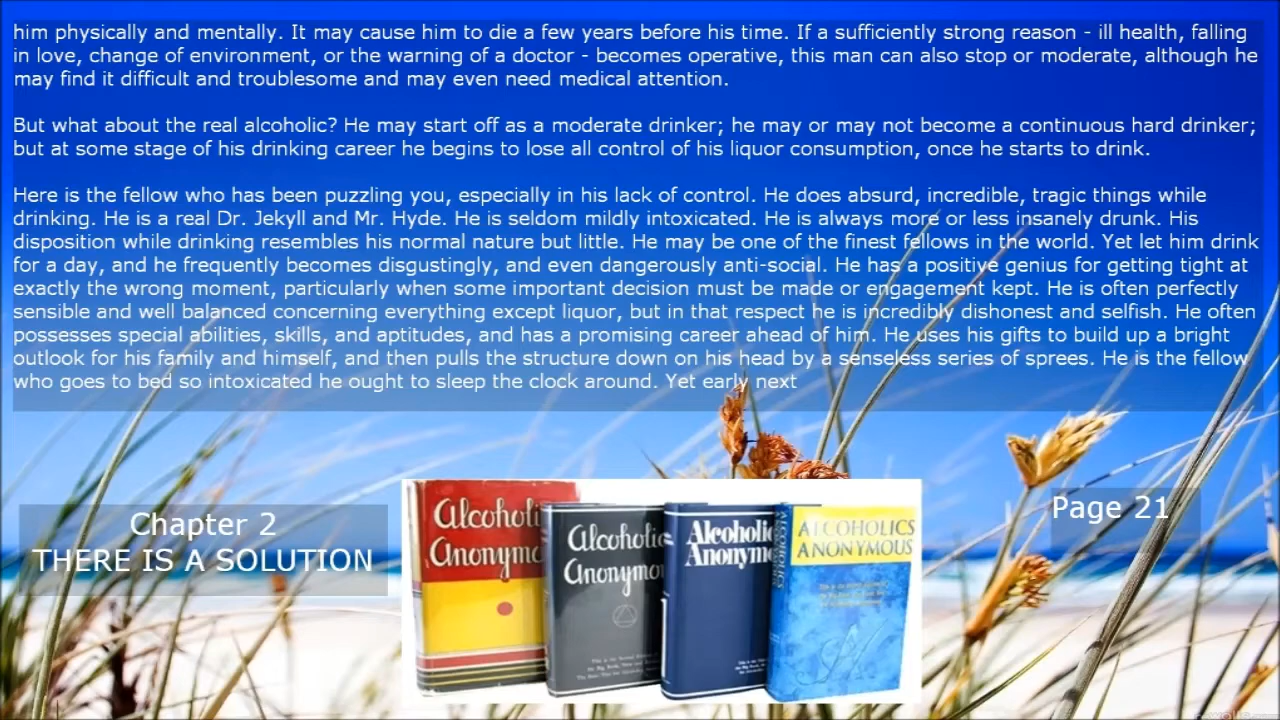 him physically and mentally. It may cause him to die a few years before his time. If a sufficiently strong reason - ill health, falling
in love, change of environment, or the warning of a doctor - becomes operative, this man can also stop or moderate, although he
may find it difficult and troublesome and may even need medical attention.
But what about the real alcoholic? He may start off as a moderate drinker; he may or may not become a continuous hard drinker;
but at some stage of his drinking career he begins to lose all control of his liquor consumption, once he starts to drink.
Here is the fellow who has been puzzling you, especially in his lack of control. He does absurd, incredible, tragic things while
drinking. He is a real Dr. Jekyll and Mr. Hyde. He is seldom mildly intoxicated. He is always more or less insanely drunk. His
disposition while drinking resembles his normal nature but little. He may be one of the finest fellows in the world. Yet let him drink
for a day, and he frequently becomes disgustingly, and even dangerously anti-social. He has a positive genius for getting tight at
exactly the wrong moment, particularly when some important decision must be made or engagement kept. He is often perfectly
sensible and well balanced concerning everything except liquor, but in that respect he is incredibly dishonest and selfish. He often
possesses special abilities, skills, and aptitudes, and has a promising career ahead of him. He uses his gifts to build up a bright
outlook for his family and himself, and then pulls the structure down on his head by a senseless series of sprees. He is the fellow
who goes to bed so intoxicated he ought to sleep the clock around. Yet early next
Chapter 2
THERE IS A SOLUTION
Alcoholi
Anonymo
Alcoholic
Anonymou
Alcoholic
Anonymo
ALCOHOLICS
ANONYMOUS
ALCOHOLICS
ANONYMOUS
Page 21